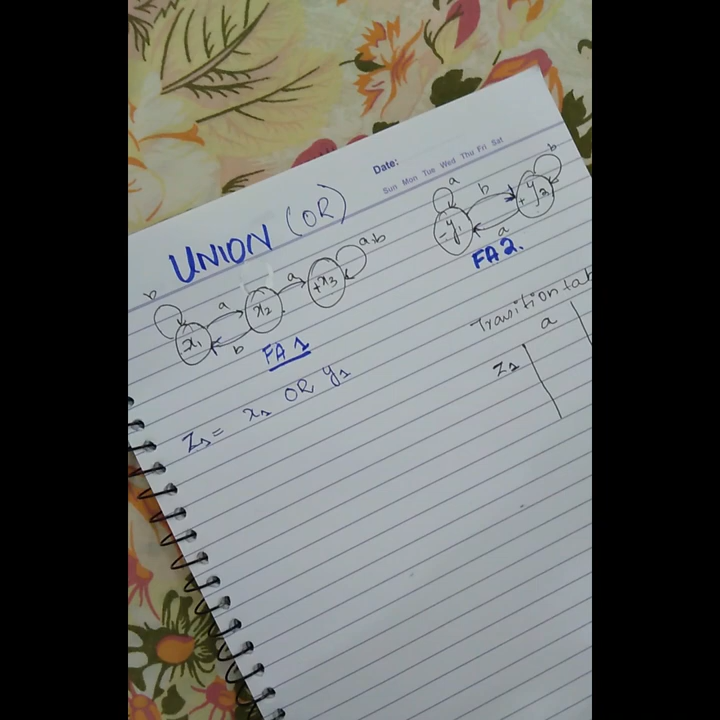 Date:
Sun Mon Tue Wed Thu Fri Sat
UNION (OR)
b
a
b
x₁
x₂
a
+x₃
a,b
FA 1
a
-y₁
b
a
+y₂
b
FA 2.
Z₁ = x₁ OR y₁
Transition
a
Z₁